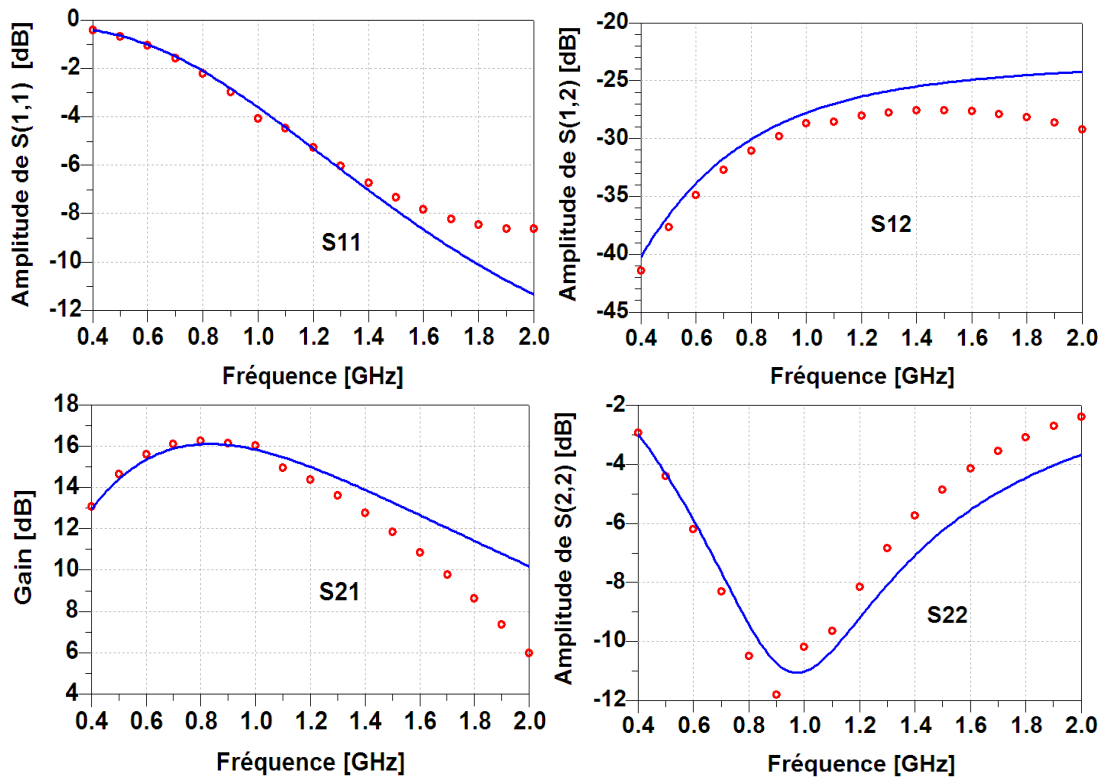 Amplitude de S(1,1) [dB]
0
-2
-4
-6
-8
-10
-12
S11
0.4 0.6 0.8 1.0 1.2 1.4 1.6 1.8 2.0
Fréquence [GHz]
Amplitude de S(1,2) [dB]
-20
-25
-30
-35
-40
-45
S12
0.4 0.6 0.8 1.0 1.2 1.4 1.6 1.8 2.0
Fréquence [GHz]
Gain [dB]
18
16
14
12
10
8
6
4
S21
0.4 0.6 0.8 1.0 1.2 1.4 1.6 1.8 2.0
Fréquence [GHz]
Amplitude de S(2,2) [dB]
-2
-4
-6
-8
-10
-12
S22
0.4 0.6 0.8 1.0 1.2 1.4 1.6 1.8 2.0
Fréquence [GHz]